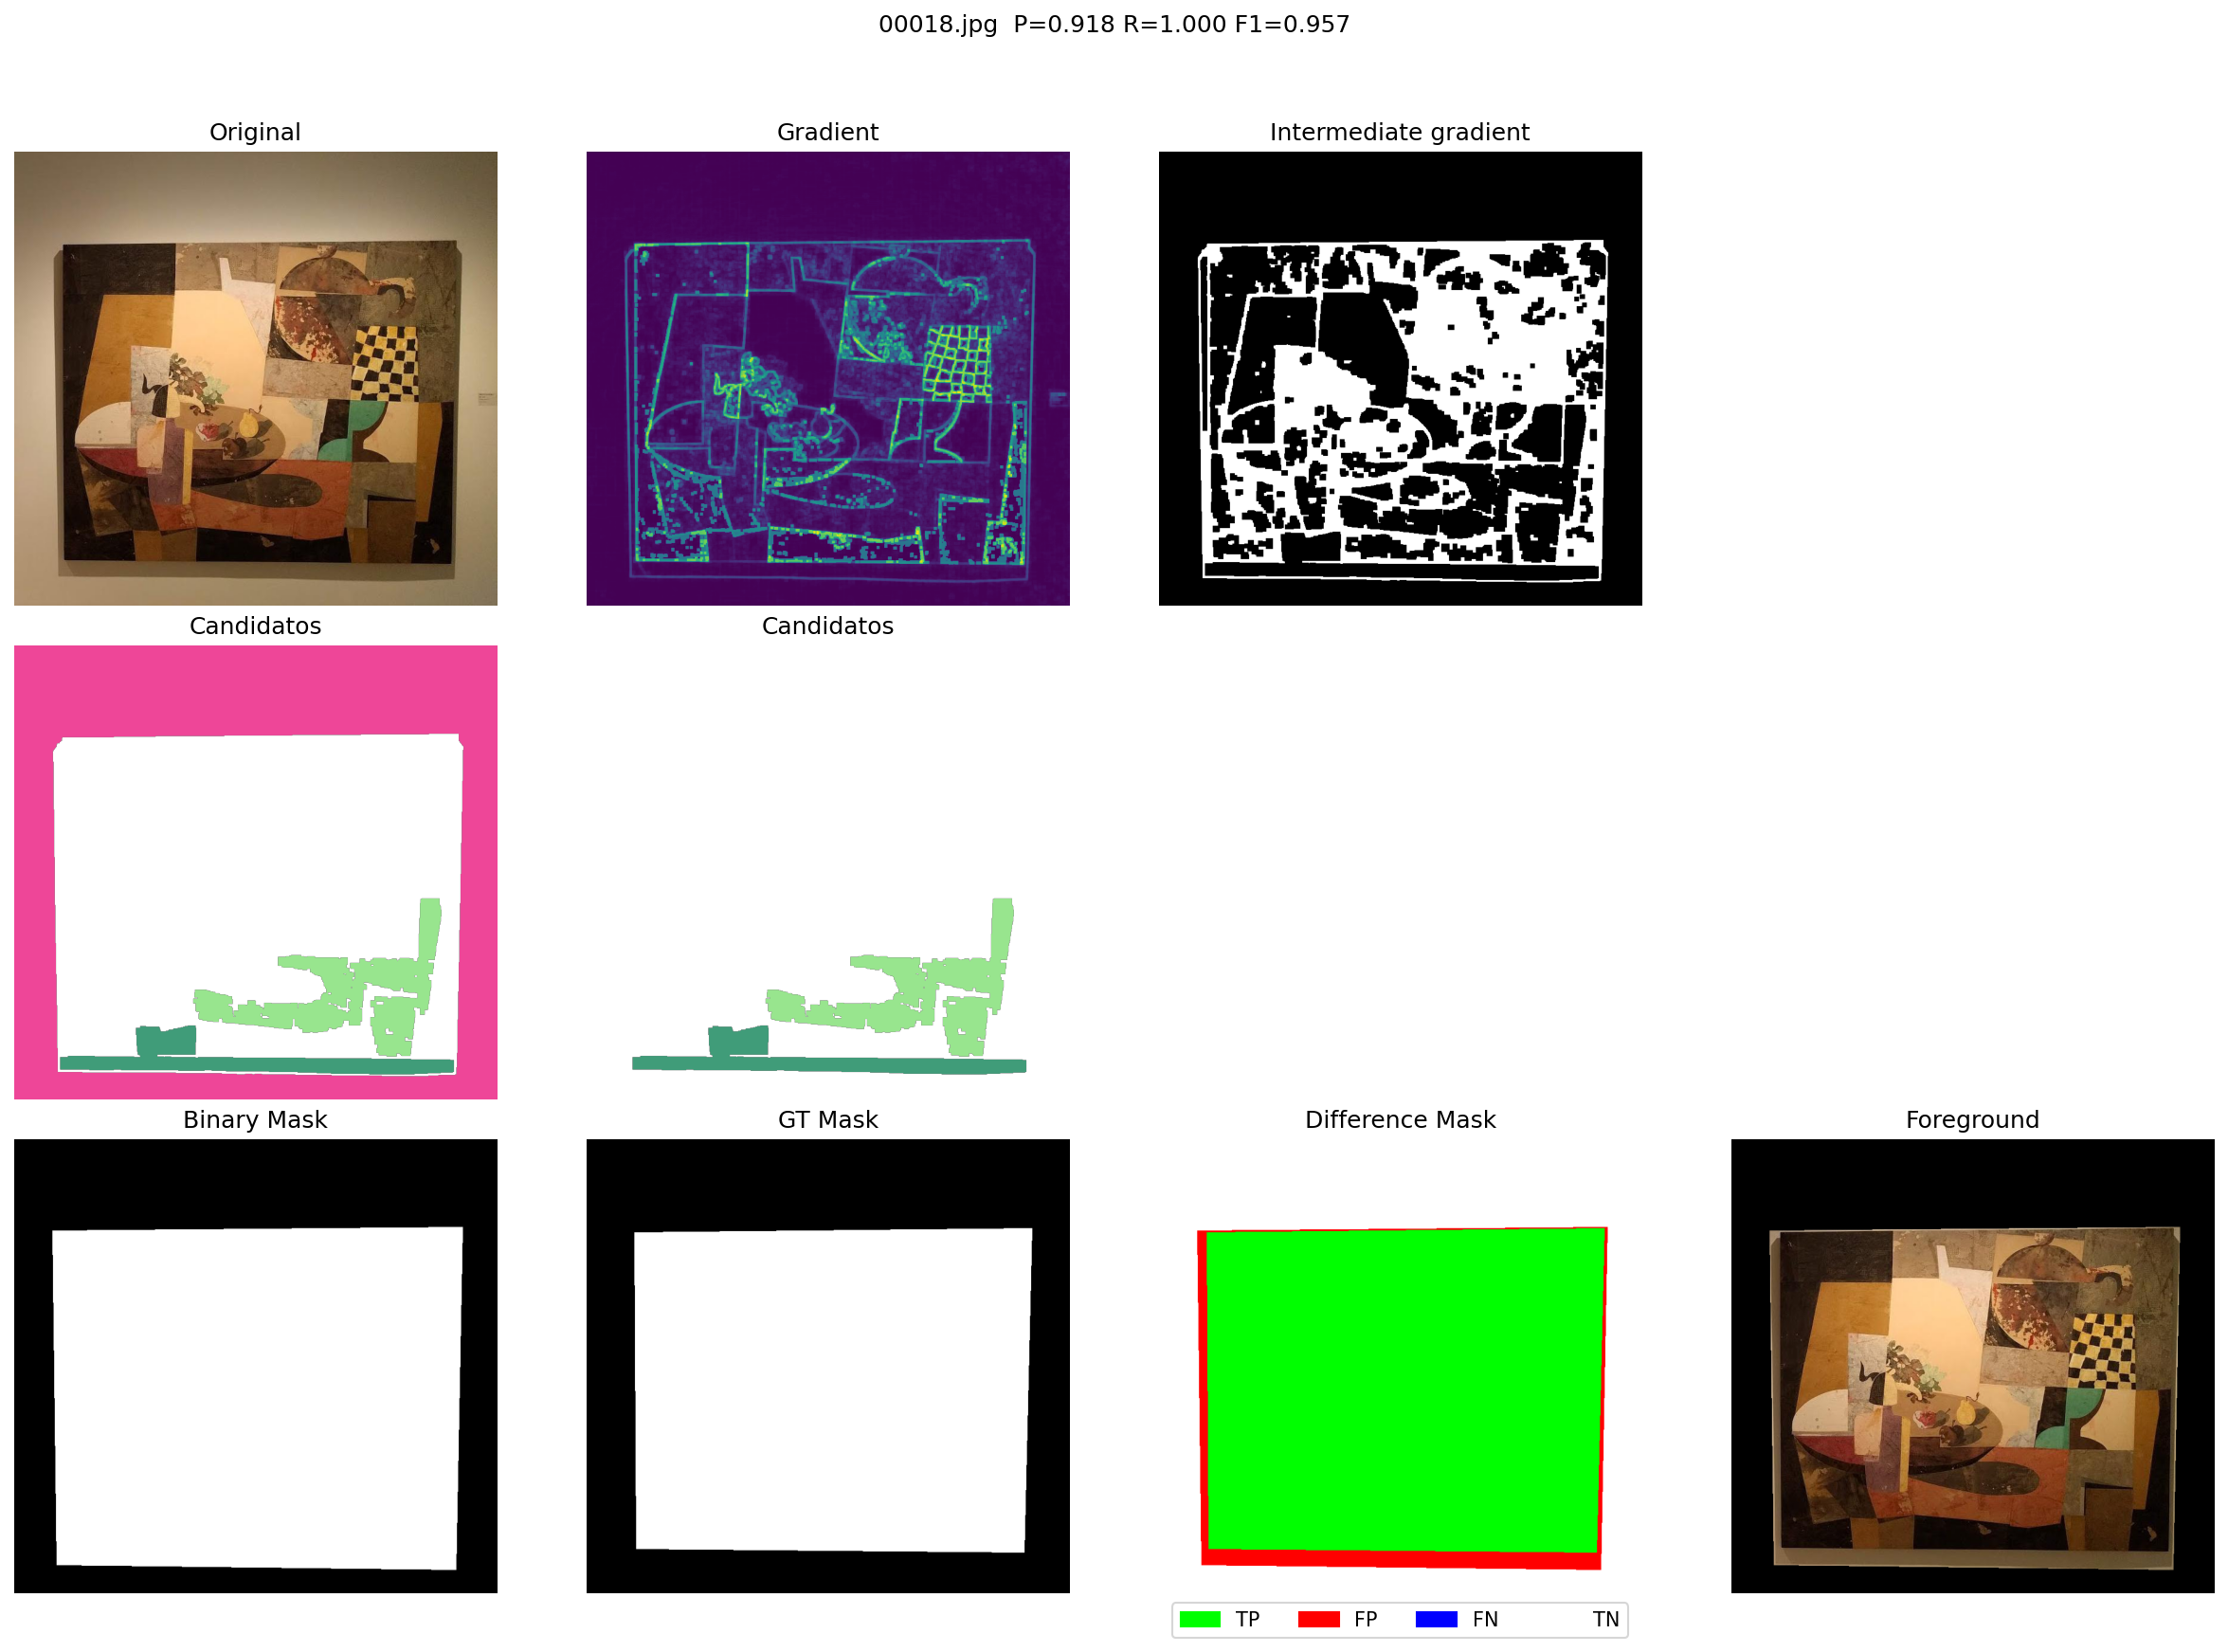 00018.jpg  P=0.918 R=1.000 F1=0.957
Original
Gradient
Intermediate gradient
Candidatos
Candidatos
Binary Mask
GT Mask
Difference Mask
Foreground
TP
FP
FN
TN